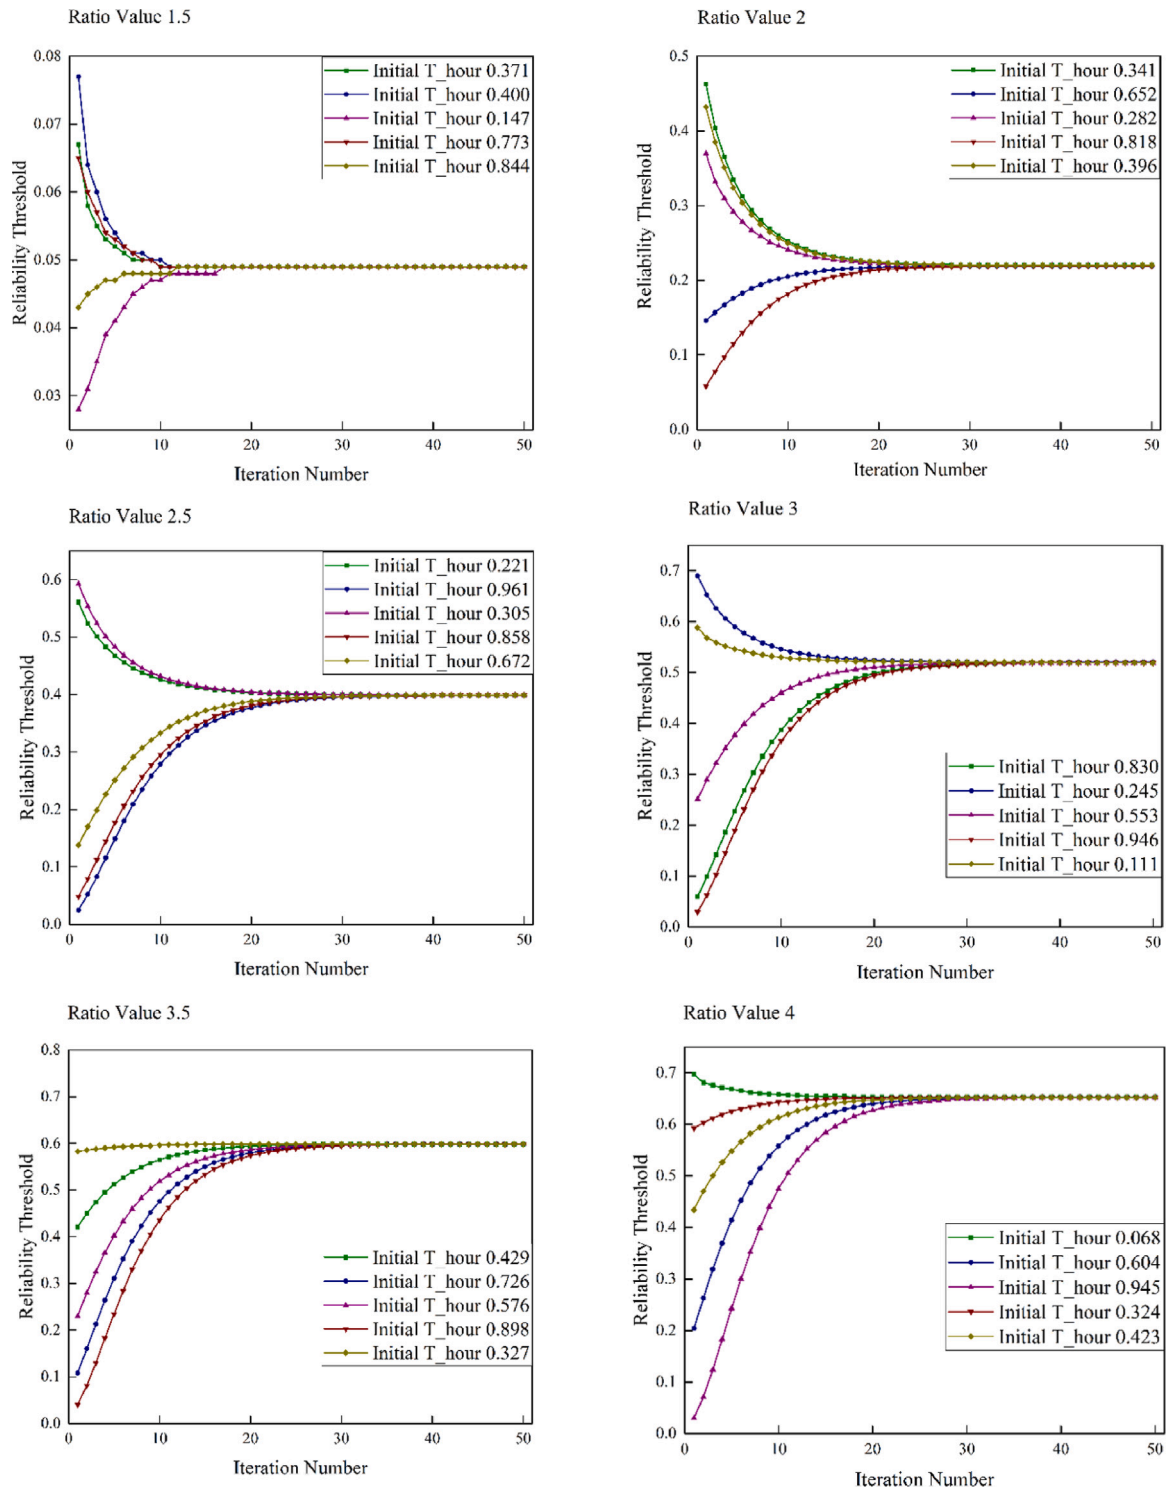 Ratio Value 1.5
0.08
0.07
0.06
0.05
0.04
0.03
Reliability Threshold
Initial T_hour 0.371
Initial T_hour 0.400
Initial T_hour 0.147
Initial T_hour 0.773
Initial T_hour 0.844
0 10 20 30 40 50
Iteration Number
Ratio Value 2
0.5
0.4
0.3
0.2
0.1
0.0
Reliability Threshold
Initial T_hour 0.341
Initial T_hour 0.652
Initial T_hour 0.282
Initial T_hour 0.818
Initial T_hour 0.396
0 10 20 30 40 50
Iteration Number
Ratio Value 2.5
0.6
0.5
0.4
0.3
0.2
0.1
0.0
Reliability Threshold
Initial T_hour 0.221
Initial T_hour 0.961
Initial T_hour 0.305
Initial T_hour 0.858
Initial T_hour 0.672
0 10 20 30 40 50
Iteration Number
Ratio Value 3
0.7
0.6
0.5
0.4
0.3
0.2
0.1
0.0
Reliability Threshold
Initial T_hour 0.830
Initial T_hour 0.245
Initial T_hour 0.553
Initial T_hour 0.946
Initial T_hour 0.111
0 10 20 30 40 50
Iteration Number
Ratio Value 3.5
0.8
0.7
0.6
0.5
0.4
0.3
0.2
0.1
0.0
Reliability Threshold
Initial T_hour 0.429
Initial T_hour 0.726
Initial T_hour 0.576
Initial T_hour 0.898
Initial T_hour 0.327
0 10 20 30 40 50
Iteration Number
Ratio Value 4
0.7
0.6
0.5
0.4
0.3
0.2
0.1
0.0
Reliability Threshold
Initial T_hour 0.068
Initial T_hour 0.604
Initial T_hour 0.945
Initial T_hour 0.324
Initial T_hour 0.423
0 10 20 30 40 50
Iteration Number